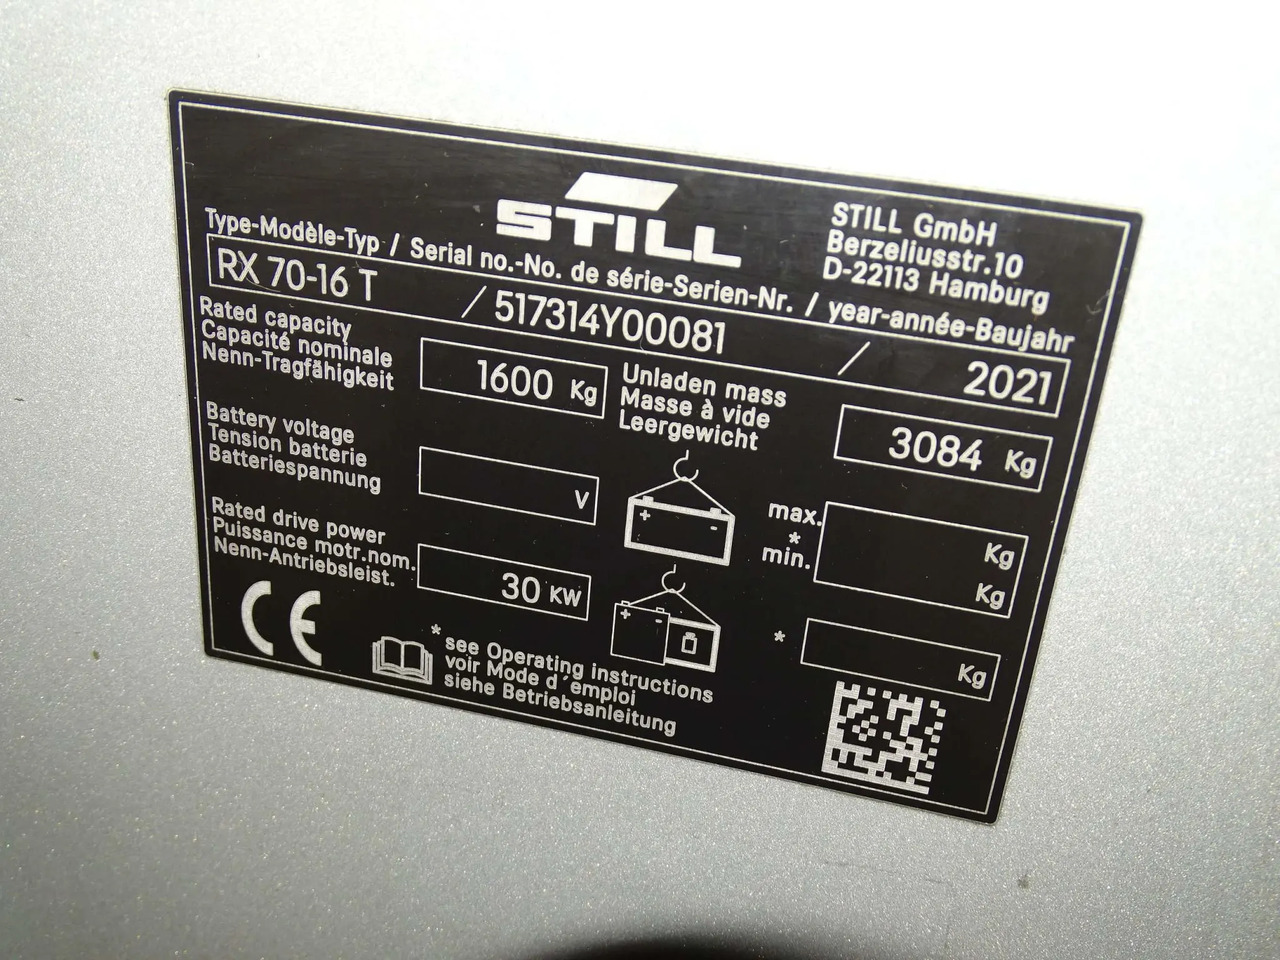 STILL
STILL GmbH
Berzeliusstr.10
D-22113 Hamburg
Type-Modèle-Typ / Serial no.-No. de série-Serien-Nr. / year-année-Baujahr
RX 70-16 T / 517314Y00081 / 2021
Rated capacity
Capacité nominale
Nenn-Tragfähigkeit
1600 Kg
Unladen mass
Masse à vide
Leergewicht
3084 Kg
Battery voltage
Tension batterie
Batteriespannung
V
+ -
max.
*
min.
Kg
Kg
Rated drive power
Puissance motr.nom.
Nenn-Antriebsleist.
30 KW
+ -
* Kg
CE
* see Operating instructions
voir Mode d'emploi
siehe Betriebsanleitung